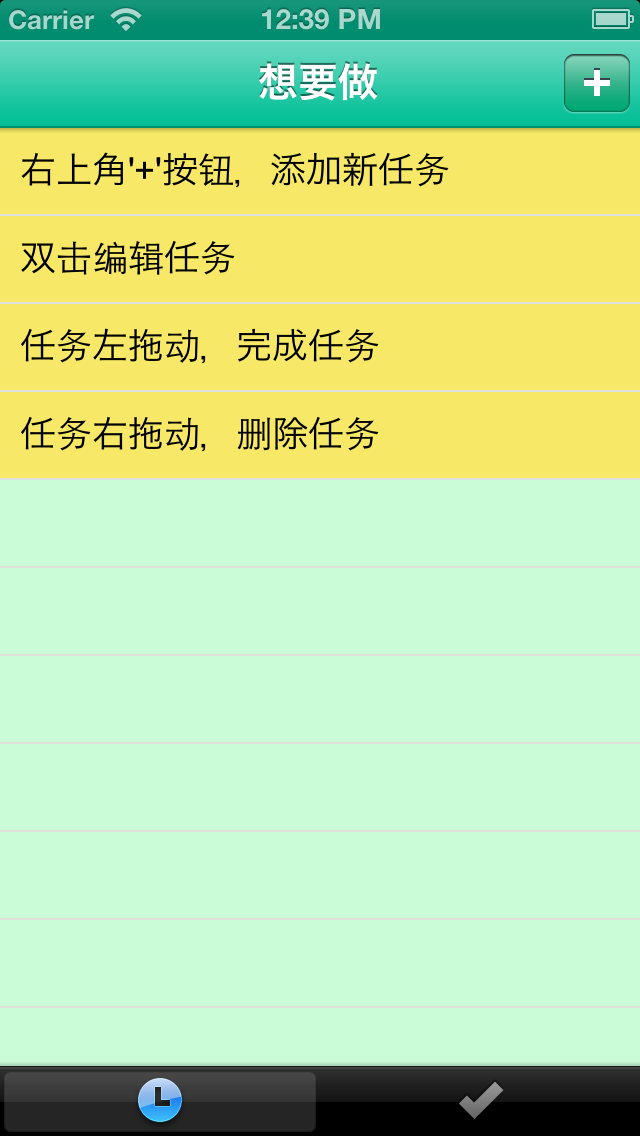 Carrier 12:39 PM
想要做
右上角'+'按钮，添加新任务
双击编辑任务
任务左拖动，完成任务
任务右拖动，删除任务